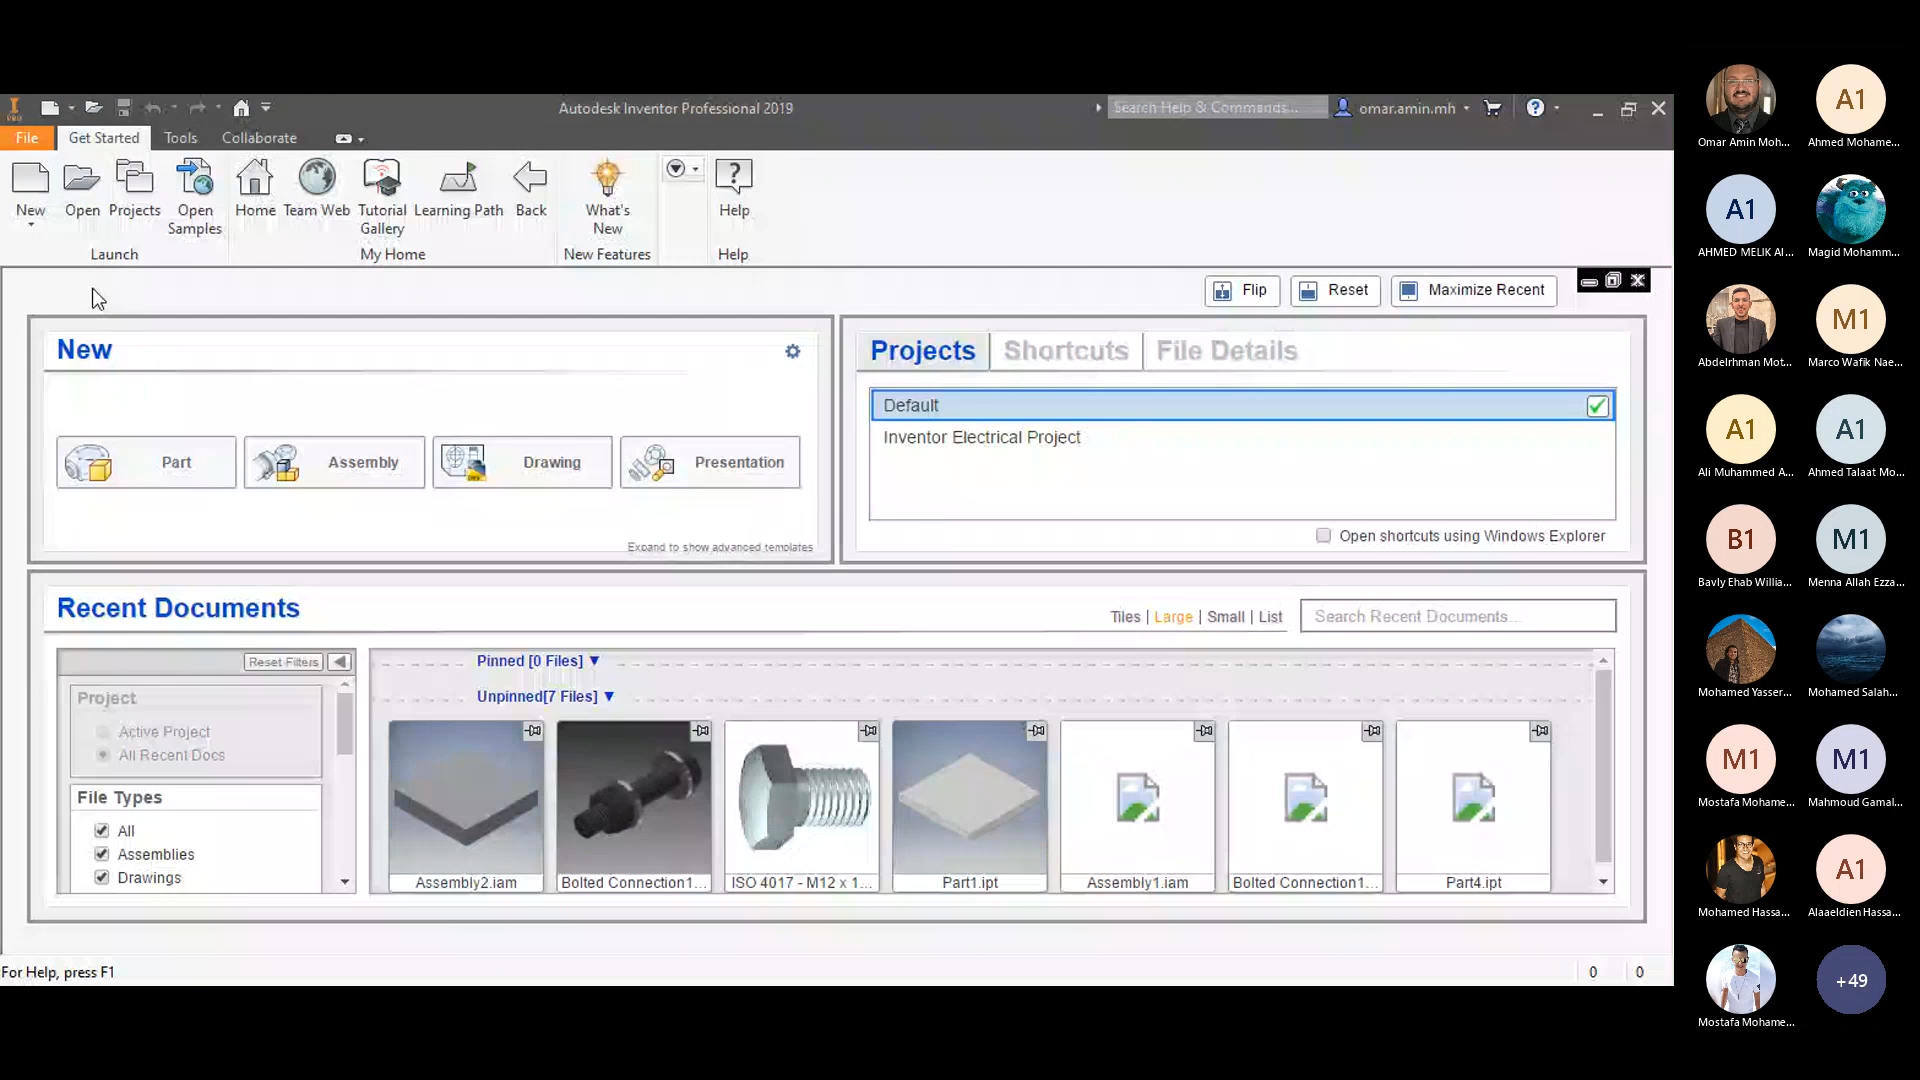 Autodesk Inventor Professional 2019
Search Help & Commands...
omar.amin.mh
File
Get Started
Tools
Collaborate
New
Open
Projects
Open Samples
Home
Team Web
Tutorial Gallery
Learning Path
Back
What's New
Help
Launch
My Home
New Features
Help
Flip
Reset
Maximize Recent
New
Part
Assembly
Drawing
Presentation
Expand to show advanced templates
Projects
Shortcuts
File Details
Default
Inventor Electrical Project
Open shortcuts using Windows Explorer
Recent Documents
Tiles | Large | Small | List
Search Recent Documents...
Reset Filters
Project
Active Project
All Recent Docs
File Types
All
Assemblies
Drawings
Pinned [0 Files] ▼
Unpinned[7 Files] ▼
Assembly2.iam
Bolted Connection1...
ISO 4017 - M12 x 1...
Part1.ipt
Assembly1.iam
Bolted Connection1...
Part4.ipt
For Help, press F1
0
0
Omar Amin Moh...
A1
Ahmed Mohame...
A1
AHMED MELIK Al...
Magid Mohamm...
Abdelrhman Mot...
M1
Marco Wafik Nae...
A1
Ali Muhammed A...
A1
Ahmed Talaat Mo...
B1
Bavly Ehab Willia...
M1
Menna Allah Ezza...
Mohamed Yasser...
Mohamed Salah...
M1
Mostafa Mohame...
M1
Mahmoud Gamal...
Mohamed Hassa...
A1
Alaaeldien Hassa...
Mostafa Mohame...
+49